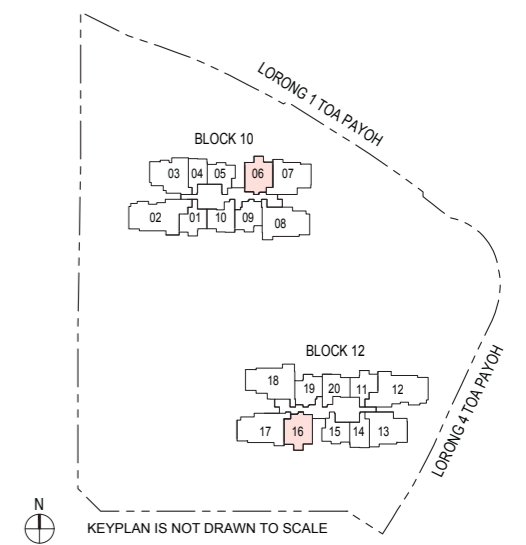 LORONG 1 TOA PAYOH
BLOCK 10
03 04 05 06 07
02 01 10 09 08
BLOCK 12
18 19 20 11 12
17 16 15 14 13
LORONG 4 TOA PAYOH
N
KEYPLAN IS NOT DRAWN TO SCALE